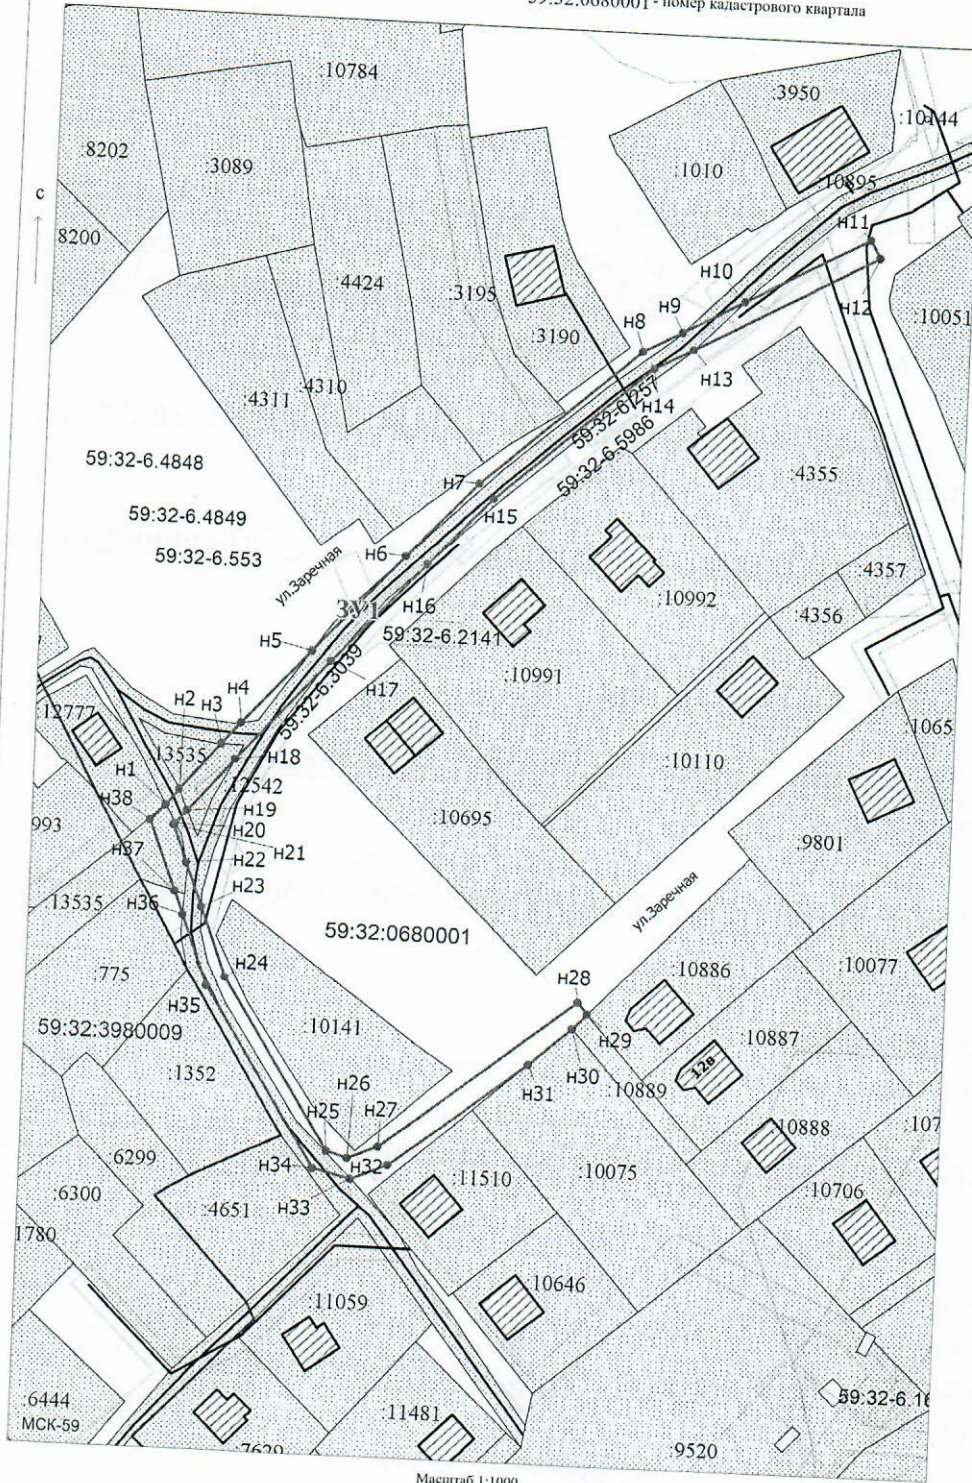 59:32:0680001 - номер кадастрового квартала
:10784
:3950
:10144
:8202
:3089
:1010
:10895
с
8200
н11
:4424
:3195
н10
н12
:10051
н9
н8
:3190
н13
:4310
:4311
н14
59:32-6.257
59:32-6.5986
59:32-6.4848
:4355
н7
59:32-6.4849
н15
59:32-6.553
н6
ул.Заречная
:4357
н16
:10992
ЗУ1
:4356
59:32-6.2141
н5
:10991
59:32-6.3039
н17
н2
н4
н3
12777
1065
13535
н18
:10110
н1
:12542
н38
н19
:10695
993
н20
:9801
н21
н37
н22
13535
н23
н36
ул.Заречная
59:32:0680001
:775
н24
н28
:10886
:10077
н35
59:32:3980009
:10141
н29
:10887
н30
12в
:1352
н31
:10889
н26
н25
н27
:10888
107
:6299
н34
н32
:11510
:10075
:6300
н33
:4651
:10706
1780
:10646
:11059
:6444
59:32-6.16
МСК-59
:11481
:7629
:9520
Масштаб 1:1000